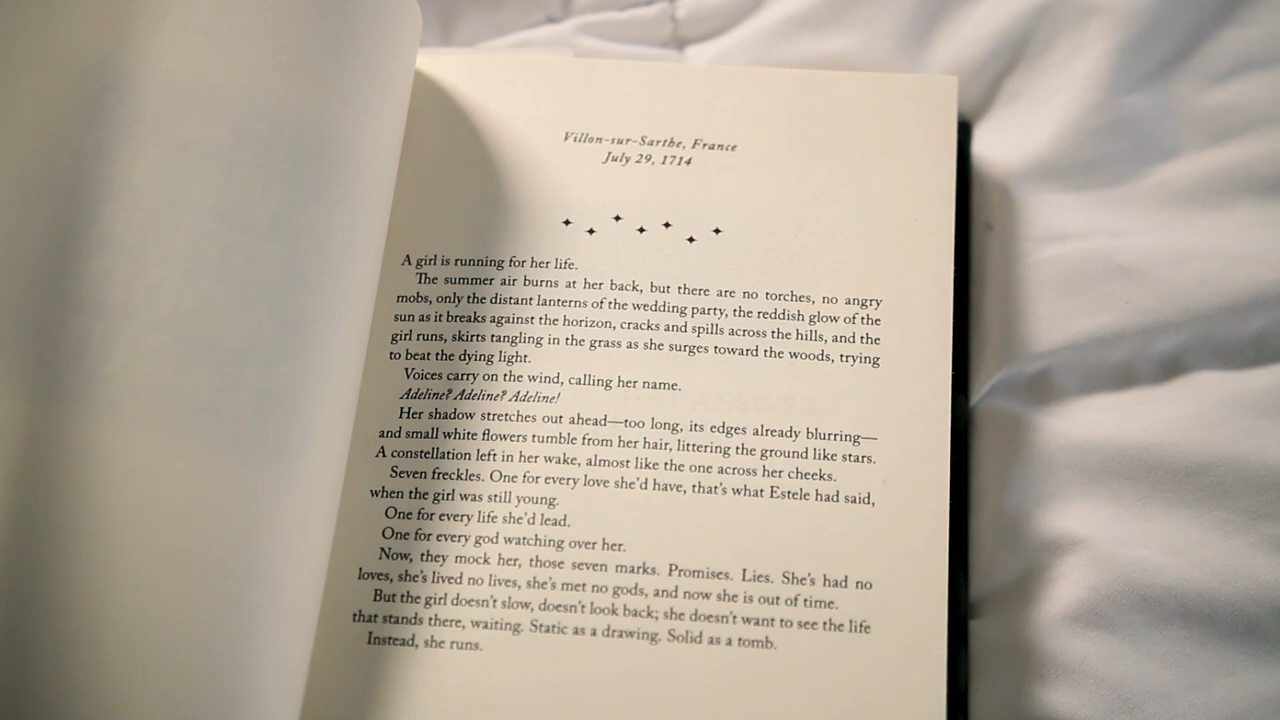 Villon-sur-Sarthe, France
July 29, 1714
A girl is running for her life.
The summer air burns at her back, but there are no torches, no angry
mobs, only the distant lanterns of the wedding party, the reddish glow of the
sun as it breaks against the horizon, cracks and spills across the hills, and the
girl runs, skirts tangling in the grass as she surges toward the woods, trying
to beat the dying light.
Voices carry on the wind, calling her name.
Adeline? Adeline? Adeline!
Her shadow stretches out ahead—too long, its edges already blurring—
and small white flowers tumble from her hair, littering the ground like stars.
A constellation left in her wake, almost like the one across her cheeks.
Seven freckles. One for every love she'd have, that's what Estele had said,
when the girl was still young.
One for every life she'd lead.
One for every god watching over her.
Now, they mock her, those seven marks. Promises. Lies. She's had no
loves, she's lived no lives, she's met no gods, and now she is out of time.
But the girl doesn't slow, doesn't look back; she doesn't want to see the life
that stands there, waiting. Static as a drawing. Solid as a tomb.
Instead, she runs.